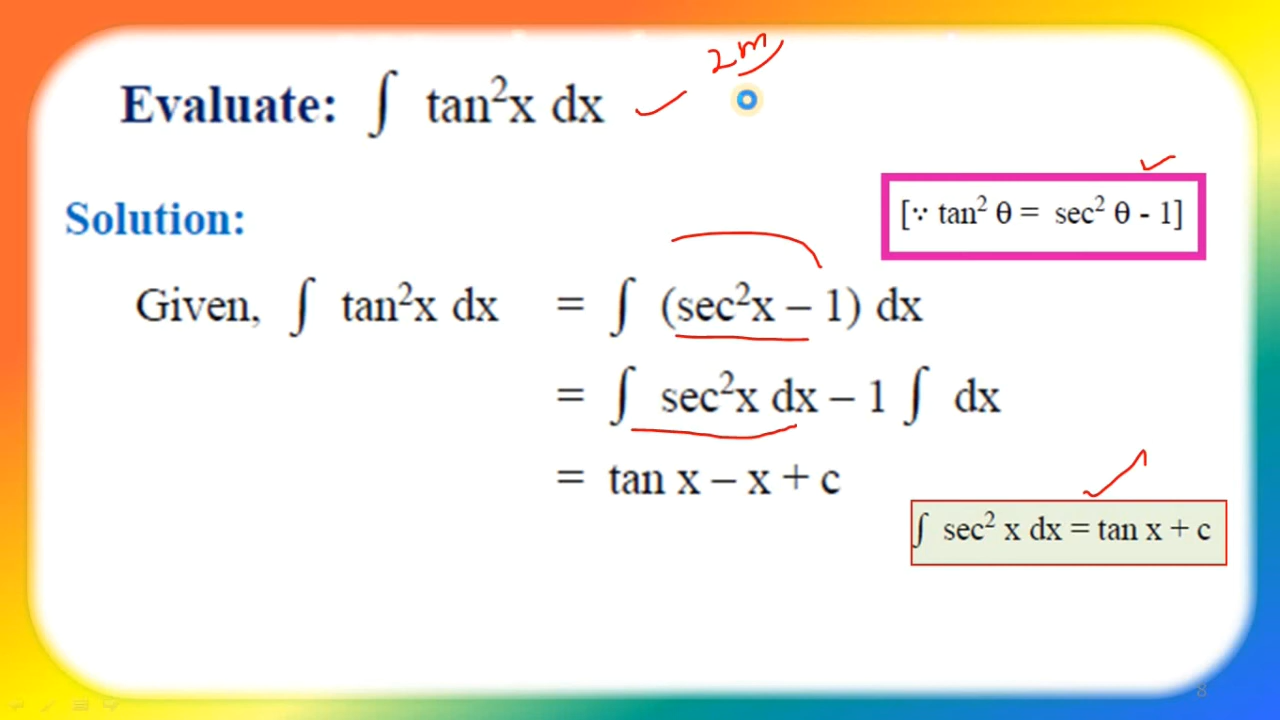 2m
Evaluate: ∫ tan²x dx
Solution:
[∵ tan² θ = sec² θ - 1]
Given, ∫ tan²x dx = ∫ (sec²x – 1) dx
= ∫ sec²x dx – 1 ∫ dx
= tan x – x + c
∫ sec² x dx = tan x + c
8